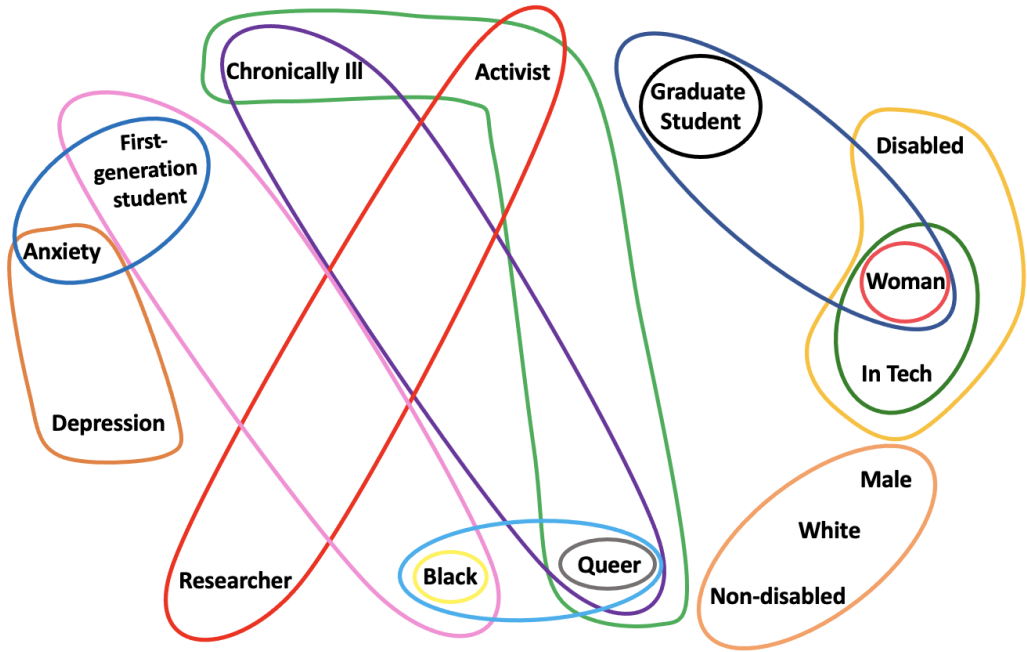 Chronically Ill
Activist
Graduate
Student
First-
generation
student
Disabled
Anxiety
Woman
In Tech
Depression
Male
White
Researcher
Black
Queer
Non-disabled